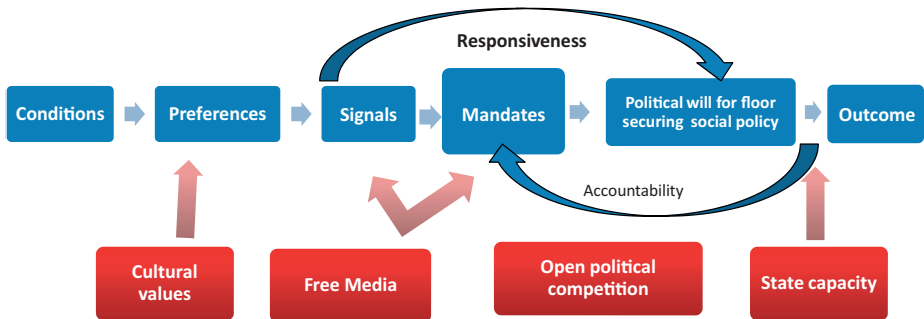 Responsiveness
Conditions
Preferences
Signals
Mandates
Political will for floor
securing social policy
Outcome
Accountability
Cultural
values
Free Media
Open political
competition
State capacity